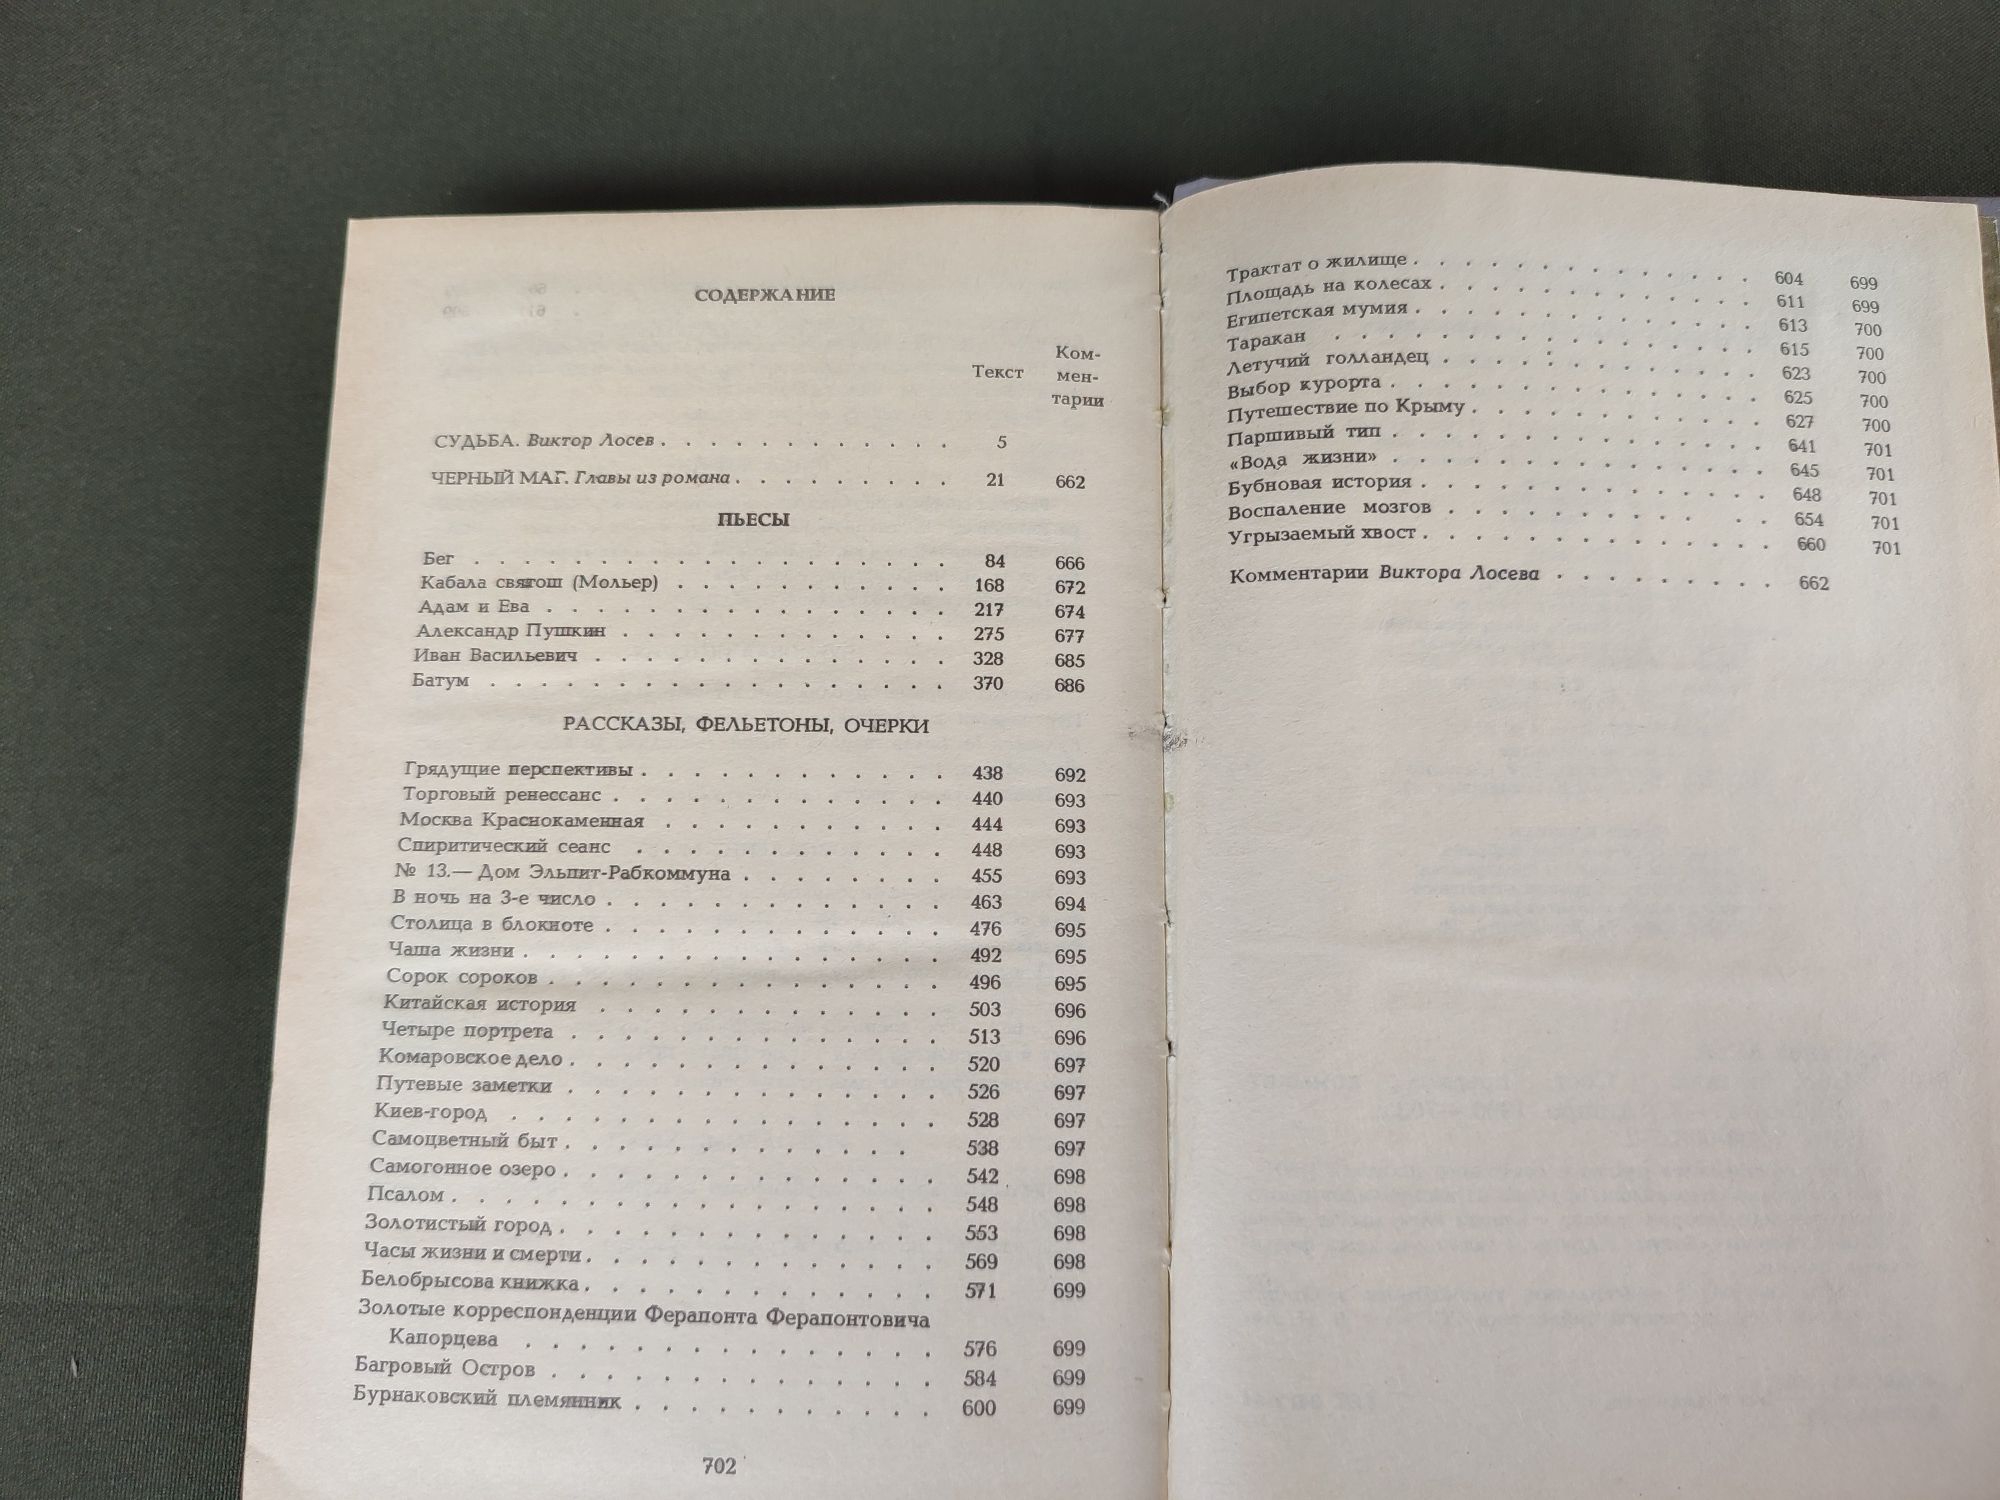 СОДЕРЖАНИЕ
Текст
Ком-
мен-
тарии
СУДЬБА. Виктор Лосев . . . . . . . . . . . . 5
ЧЕРНЫЙ МАГ. Главы из романа . . . . . . . . . 21 662
ПЬЕСЫ
Бег . . . . . . . . . . . . . . . . . . . 84 666
Кабала святош (Мольер) . . . . . . . . . . . 168 672
Адам и Ева . . . . . . . . . . . . . . . . 217 674
Александр Пушкин . . . . . . . . . . . . . 275 677
Иван Васильевич . . . . . . . . . . . . . . 328 685
Батум . . . . . . . . . . . . . . . . . . 370 686
РАССКАЗЫ, ФЕЛЬЕТОНЫ, ОЧЕРКИ
Грядущие перспективы . . . . . . . . . . . . 438 692
Торговый ренессанс . . . . . . . . . . . . . 440 693
Москва Краснокаменная . . . . . . . . . . . 444 693
Спиритический сеанс . . . . . . . . . . . . 448 693
№ 13.— Дом Эльпит-Рабкоммуна . . . . . . . . 455 693
В ночь на 3-е число . . . . . . . . . . . . . 463 694
Столица в блокноте . . . . . . . . . . . . . 476 695
Чаша жизни . . . . . . . . . . . . . . . . 492 695
Сорок сороков . . . . . . . . . . . . . . . 496 695
Китайская история . . . . . . . . . . . . . 503 696
Четыре портрета . . . . . . . . . . . . . . 513 696
Комаровское дело . . . . . . . . . . . . . . 520 697
Путевые заметки . . . . . . . . . . . . . . 526 697
Киев-город . . . . . . . . . . . . . . . . 528 697
Самоцветный быт . . . . . . . . . . . . . 538 697
Самогонное озеро . . . . . . . . . . . . . . 542 698
Псалом . . . . . . . . . . . . . . . . . . 548 698
Золотистый город . . . . . . . . . . . . . . 553 698
Часы жизни и смерти . . . . . . . . . . . . . 569 698
Белобрысова книжка . . . . . . . . . . . . . 571 699
Золотые корреспонденции Ферапонта Ферапонтовича
Капорцева . . . . . . . . . . . . . . . 576 699
Багровый Остров . . . . . . . . . . . . . . 584 699
Бурнаковский племянник . . . . . . . . . . . 600 699
702
Трактат о жилище . . . . . . . . . . . . . . 604 699
Площадь на колесах . . . . . . . . . . . . . 611 699
Египетская мумия . . . . . . . . . . . . . . 613 700
Таракан . . . . . . . . . . . . . . . . . 615 700
Летучий голландец . . . . . . . . . . . . . 623 700
Выбор курорта . . . . . . . . . . . . . . . 625 700
Путешествие по Крыму . . . . . . . . . . . . 627 700
Паршивый тип . . . . . . . . . . . . . . . 641 701
«Вода жизни» . . . . . . . . . . . . . . . 645 701
Бубновая история . . . . . . . . . . . . . . 648 701
Воспаление мозгов . . . . . . . . . . . . 654 701
Угрызаемый хвост . . . . . . . . . . . . . . 660 701
Комментарии Виктора Лосева . . . . . . . . . 662